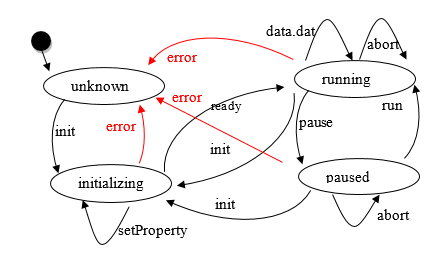 data.dat
abort
error
unknown
running
error
ready
run
init
error
pause
init
initializing
paused
init
abort
setProperty